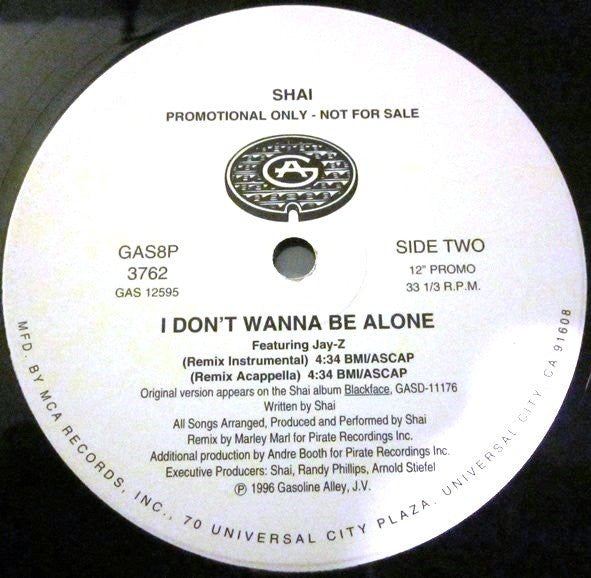 SHAI
PROMOTIONAL ONLY - NOT FOR SALE
GA
GAS8P
3762
GAS 12595
SIDE TWO
12" PROMO
33 1/3 R.P.M.
I DON'T WANNA BE ALONE
Featuring Jay-Z
(Remix Instrumental) 4:34 BMI/ASCAP
(Remix Acappella) 4:34 BMI/ASCAP
Original version appears on the Shai album Blackface, GASD-11176
Written by Shai
All Songs Arranged, Produced and Performed by Shai
Remix by Marley Marl for Pirate Recordings Inc.
Additional production by Andre Booth for Pirate Recordings Inc.
Executive Producers: Shai, Randy Phillips, Arnold Stiefel
℗ 1996 Gasoline Alley, J.V.
MFD. BY MCA RECORDS, INC., 70 UNIVERSAL CITY PLAZA, UNIVERSAL CITY, CA 91608